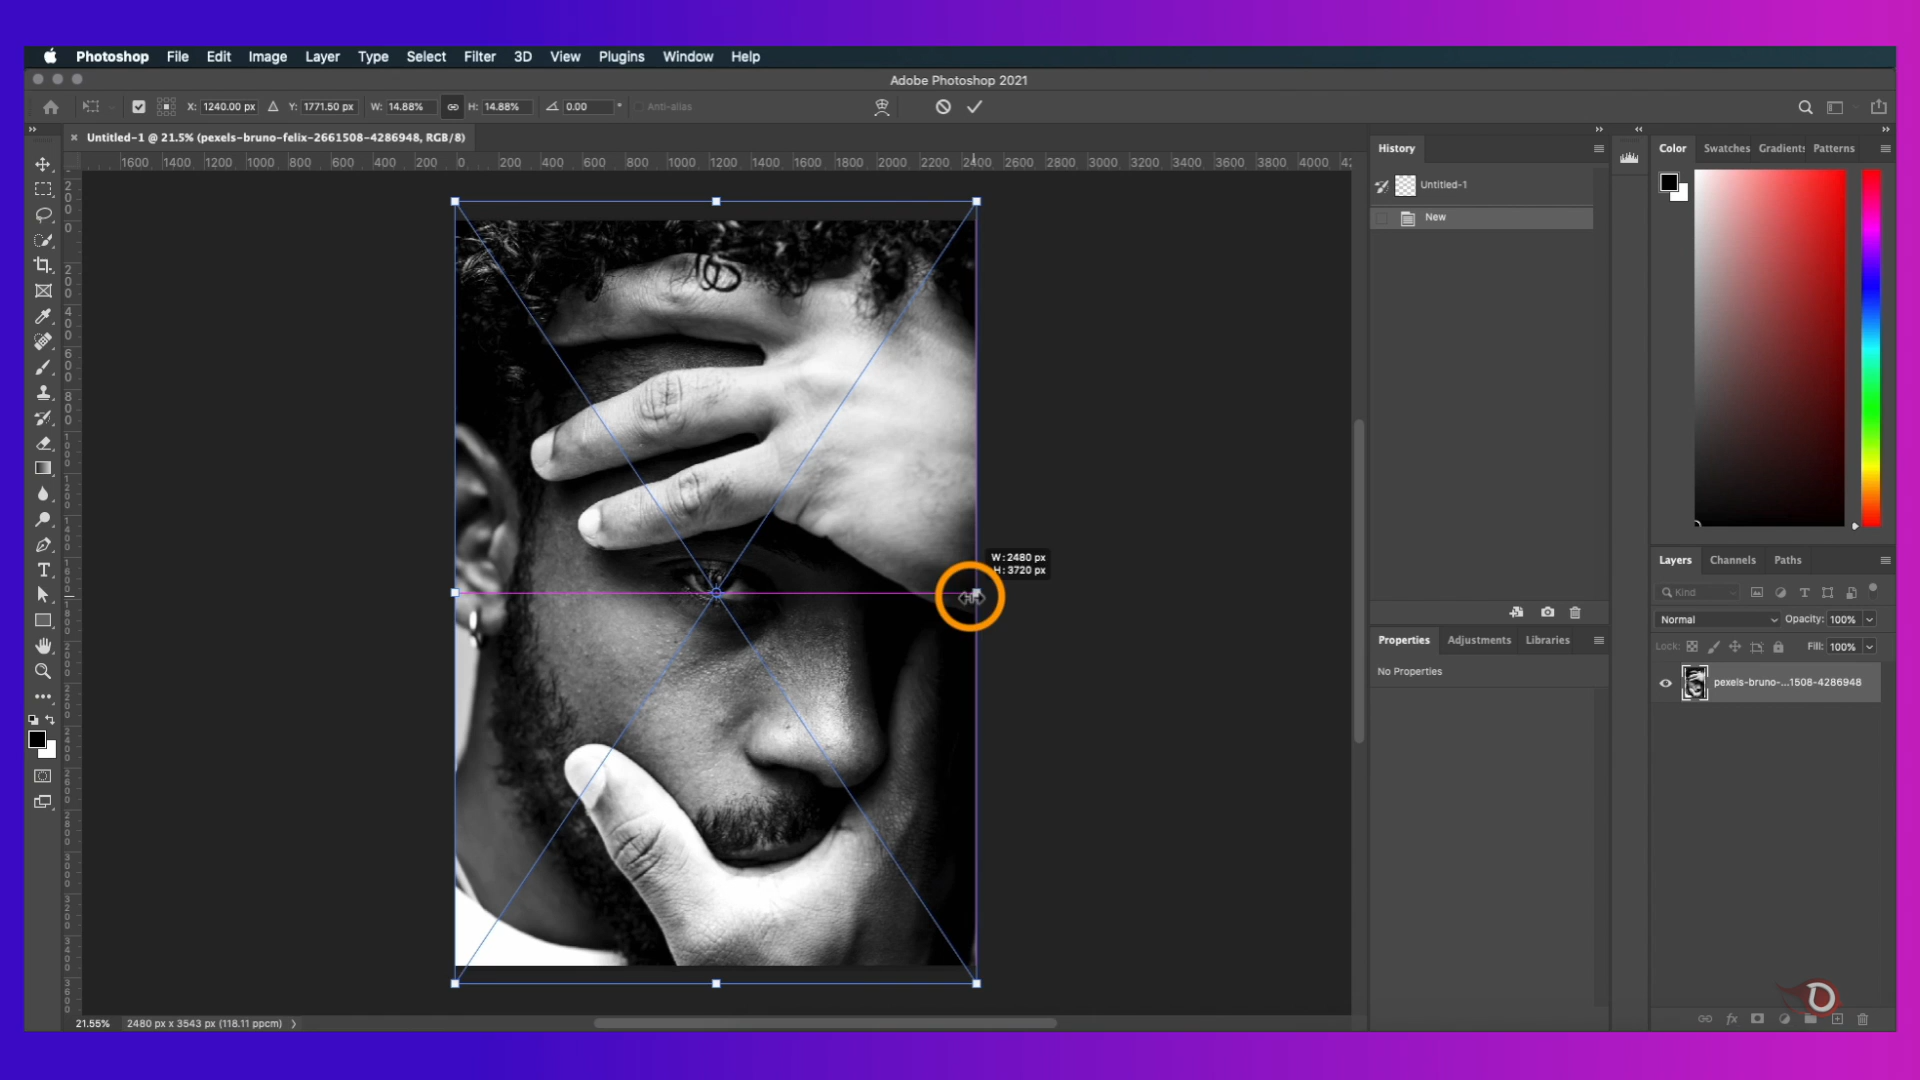 Photoshop File Edit Image Layer Type Select Filter 3D View Plugins Window Help
Adobe Photoshop 2021
X: 1240.00 px Y: 1771.50 px W: 14.88% H: 14.88% 0.00 ° Anti-alias
Untitled-1 @ 21.5% (pexels-bruno-felix-2661508-4286948, RGB/8)
1600 1400 1200 1000 800 600 400 200 0 200 400 600 800 1000 1200 1400 1600 1800 2000 2200 2400 2600 2800 3000 3200 3400 3600 3800 4000
History
Untitled-1
New
Color Swatches Gradients Patterns
W: 2480 px
H: 3720 px
Properties Adjustments Libraries
No Properties
Layers Channels Paths
Kind
Normal Opacity: 100%
Lock: Fill: 100%
pexels-bruno-...1508-4286948
fx
21.55% 2480 px x 3543 px (118.11 ppcm)